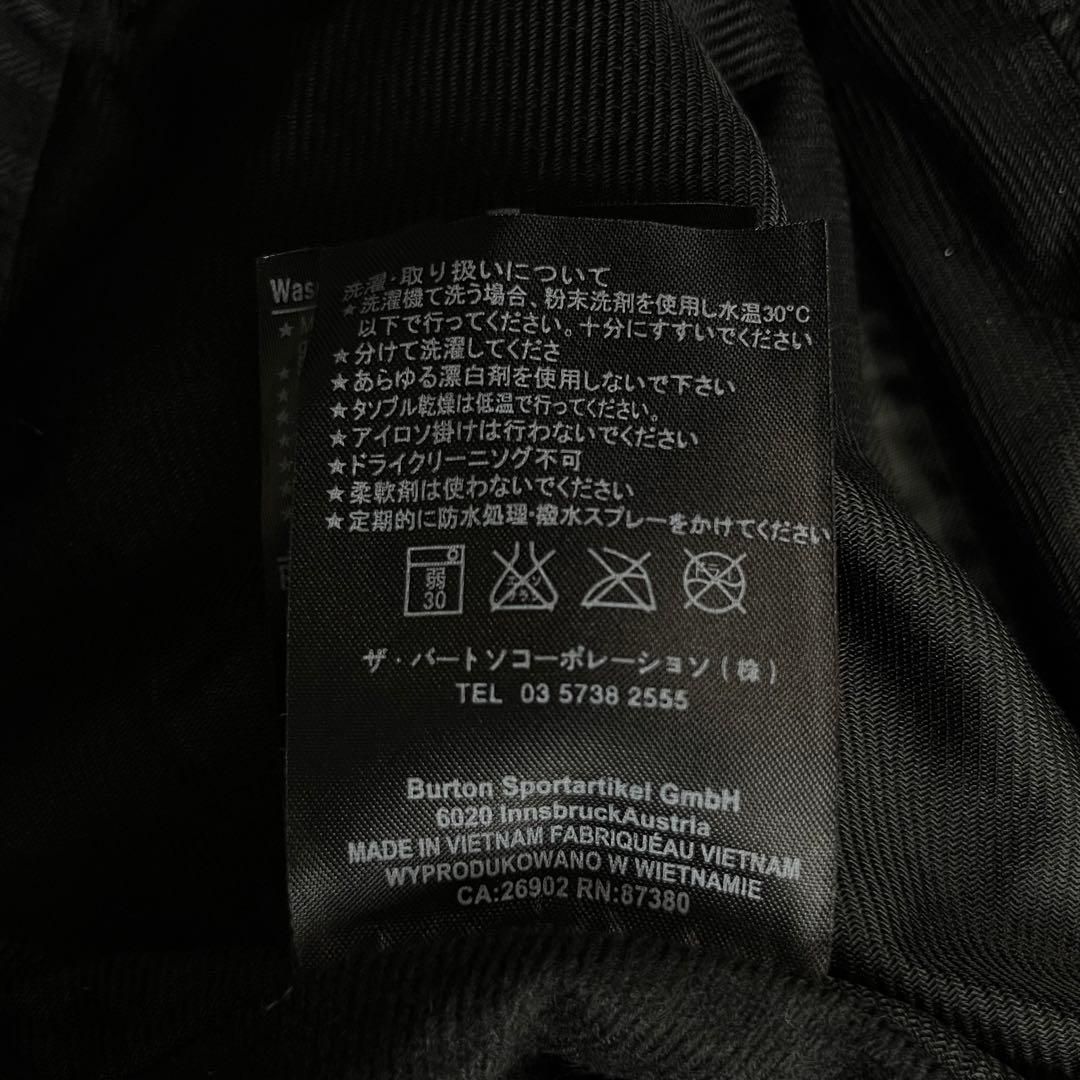 Was
洗濯・取り扱いについて
★洗濯機で洗う場合、粉末洗剤を使用し水温30°C
以下で行ってください。十分にすすいでください
★分けて洗濯してくださ
★あらゆる漂白剤を使用しないで下さい
★タソブル乾燥は低温で行ってください。
★アイロソ掛けは行わないでください
★ドライクリーニソグ不可
★柔軟剤は使わないでください
★定期的に防水処理・撥水スプレーをかけてください
弱
30
ザ・バートソコーポレーショソ(株)
TEL 03 5738 2555
Burton Sportartikel GmbH
6020 InnsbruckAustria
MADE IN VIETNAM FABRIQUÉAU VIETNAM
WYPRODUKOWANO W WIETNAMIE
CA:26902 RN:87380